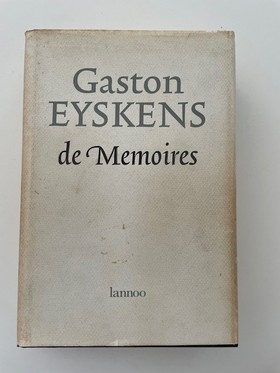 Gaston
EYSKENS
de Memoires
lannoo